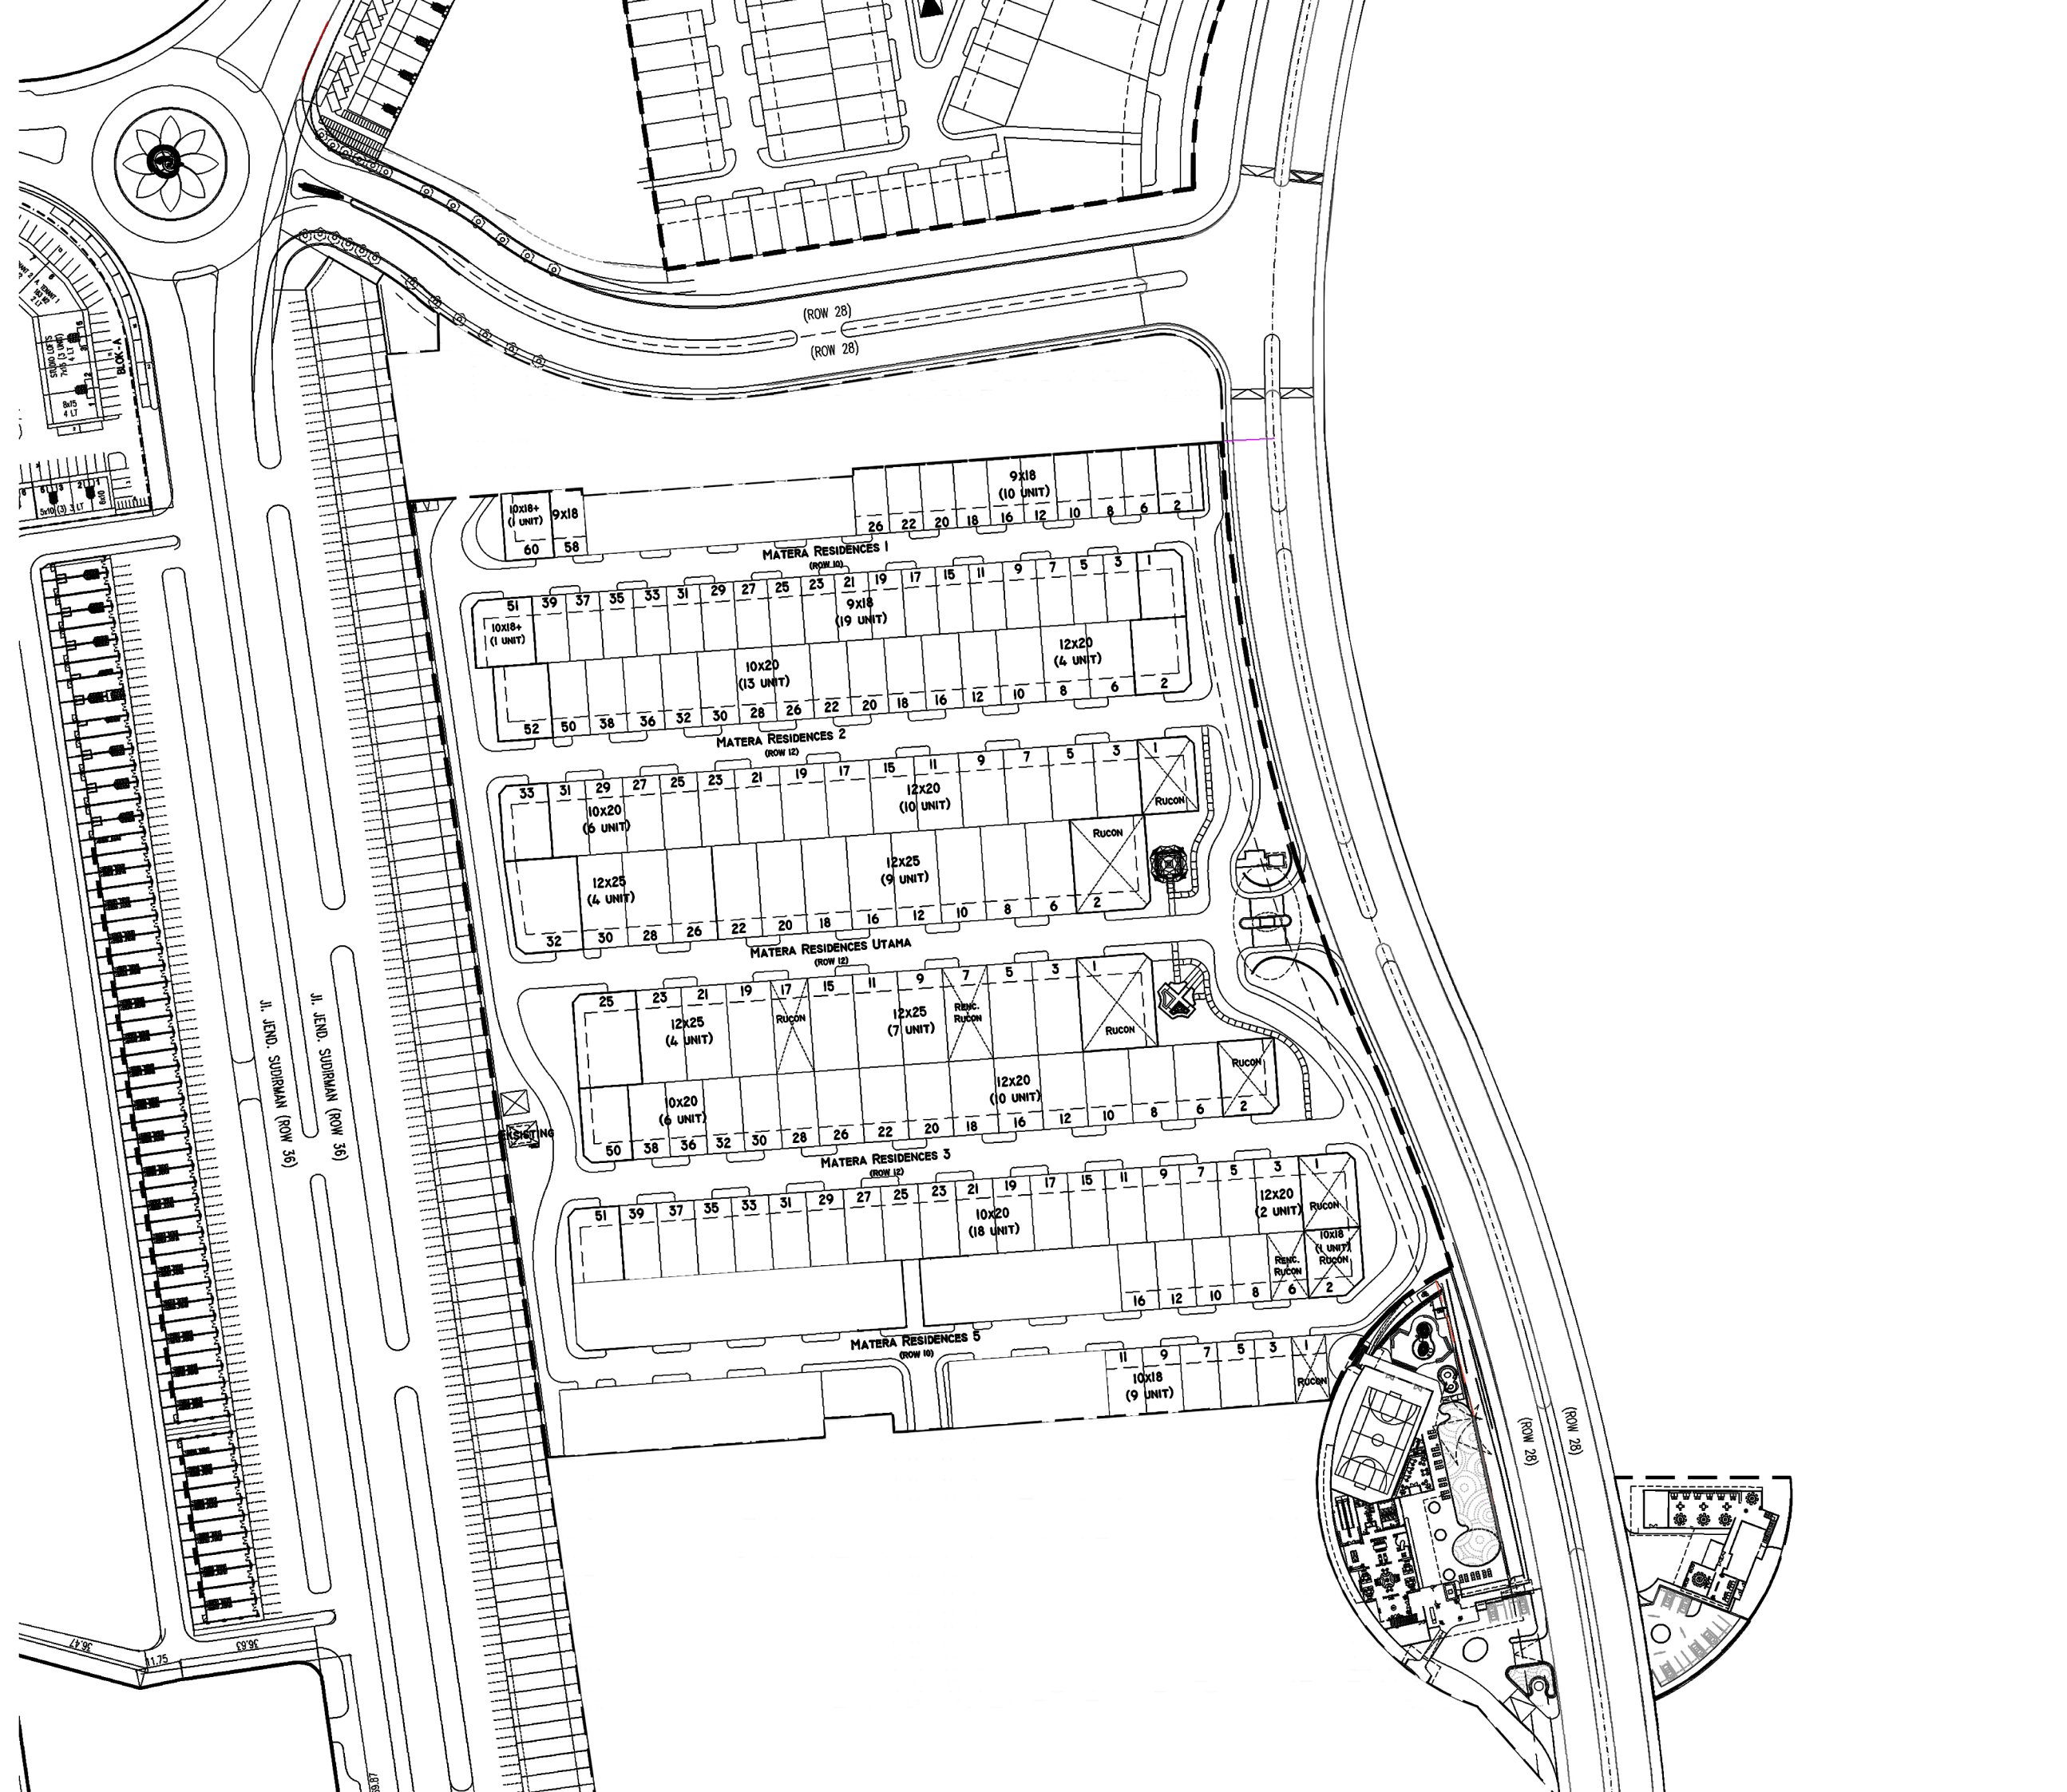 (ROW 28)
(ROW 28)
A. TENANT 1
2 LT
STUDIO LOFTS
7x15 (3 UNIT)
4 LT
BLOK-A
8x15
4 LT
5x10 (3) 3 LT
9x18
(10 UNIT)
10x18+
(1 UNIT)
9x18
60 58
26 22 20 18 16 12 10 8 6 2
MATERA RESIDENCES 1
(ROW 10)
51 39 37 35 33 31 29 27 25 23 21 19 17 15 11 9 7 5 3 1
10x18+
(1 UNIT)
9x18
(19 UNIT)
10x20
(13 UNIT)
12x20
(4 UNIT)
52 50 38 36 32 30 28 26 22 20 18 16 12 10 8 6 2
MATERA RESIDENCES 2
(ROW 12)
33 31 29 27 25 23 21 19 17 15 11 9 7 5 3 1
10x20
(6 UNIT)
12x20
(10 UNIT)
RUCON
RUCON
12x25
(4 UNIT)
12x25
(9 UNIT)
32 30 28 26 22 20 18 16 12 10 8 6 2
MATERA RESIDENCES UTAMA
(ROW 12)
25 23 21 19 17 15 11 9 7 5 3 1
12x25
(4 UNIT)
RUCON
12x25
(7 UNIT)
RENC.
RUCON
RUCON
10x20
(6 UNIT)
12x20
(10 UNIT)
RUCON
50 38 36 32 30 28 26 22 20 18 16 12 10 8 6 2
EXSISTING
MATERA RESIDENCES 3
(ROW 12)
51 39 37 35 33 31 29 27 25 23 21 19 17 15 11 9 7 5 3 1
10x20
(18 UNIT)
12x20
(2 UNIT)
RUCON
10x18
(1 UNIT)
RUCON
RENC.
RUCON
16 12 10 8 6 2
MATERA RESIDENCES 5
(ROW 10)
11 9 7 5 3 1
10x18
(9 UNIT)
RUCON
Jl. JEND. SUDIRMAN (ROW 36)
Jl. JEND. SUDIRMAN (ROW 36)
(ROW 28)
(ROW 28)
36.47
11.75
36.63